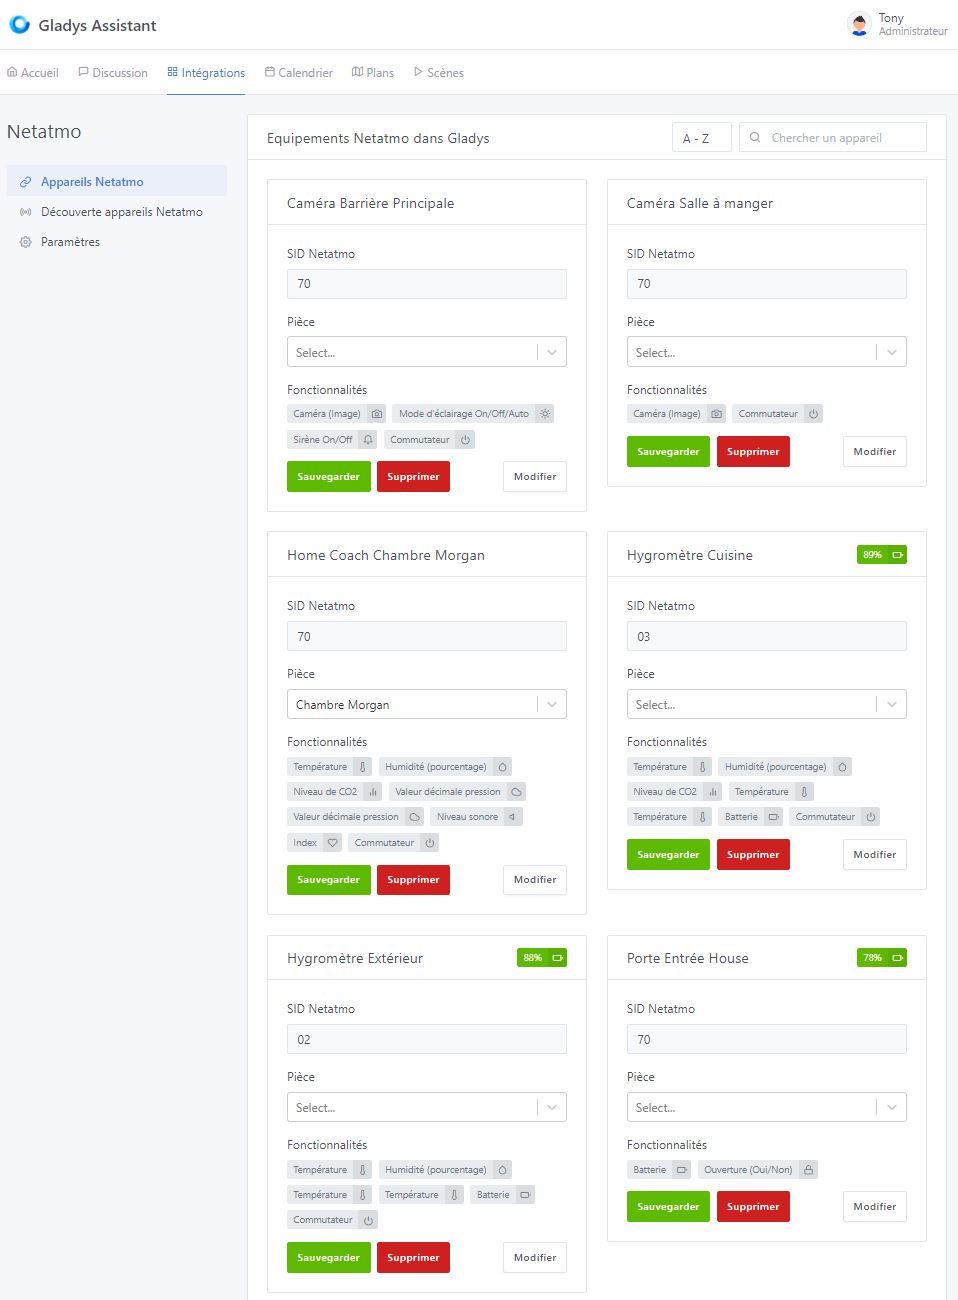 Gladys Assistant
Tony
Administrateur
Accueil Discussion Intégrations Calendrier Plans Scènes
Netatmo
Appareils Netatmo
Découverte appareils Netatmo
Paramètres
Equipements Netatmo dans Gladys
A - Z
Chercher un appareil
Caméra Barrière Principale
SID Netatmo
70
Pièce
Select...
Fonctionnalités
Caméra (Image) Mode d'éclairage On/Off/Auto
Sirène On/Off Commutateur
Sauvegarder Supprimer Modifier
Caméra Salle à manger
SID Netatmo
70
Pièce
Select...
Fonctionnalités
Caméra (Image) Commutateur
Sauvegarder Supprimer Modifier
Home Coach Chambre Morgan
SID Netatmo
70
Pièce
Chambre Morgan
Fonctionnalités
Température Humidité (pourcentage)
Niveau de CO2 Valeur décimale pression
Valeur décimale pression Niveau sonore
Index Commutateur
Sauvegarder Supprimer Modifier
Hygromètre Cuisine 89%
SID Netatmo
03
Pièce
Select...
Fonctionnalités
Température Humidité (pourcentage)
Niveau de CO2 Température
Température Batterie Commutateur
Sauvegarder Supprimer Modifier
Hygromètre Extérieur 88%
SID Netatmo
02
Pièce
Select...
Fonctionnalités
Température Humidité (pourcentage)
Température Température Batterie
Commutateur
Sauvegarder Supprimer Modifier
Porte Entrée House 78%
SID Netatmo
70
Pièce
Select...
Fonctionnalités
Batterie Ouverture (Oui/Non)
Sauvegarder Supprimer Modifier